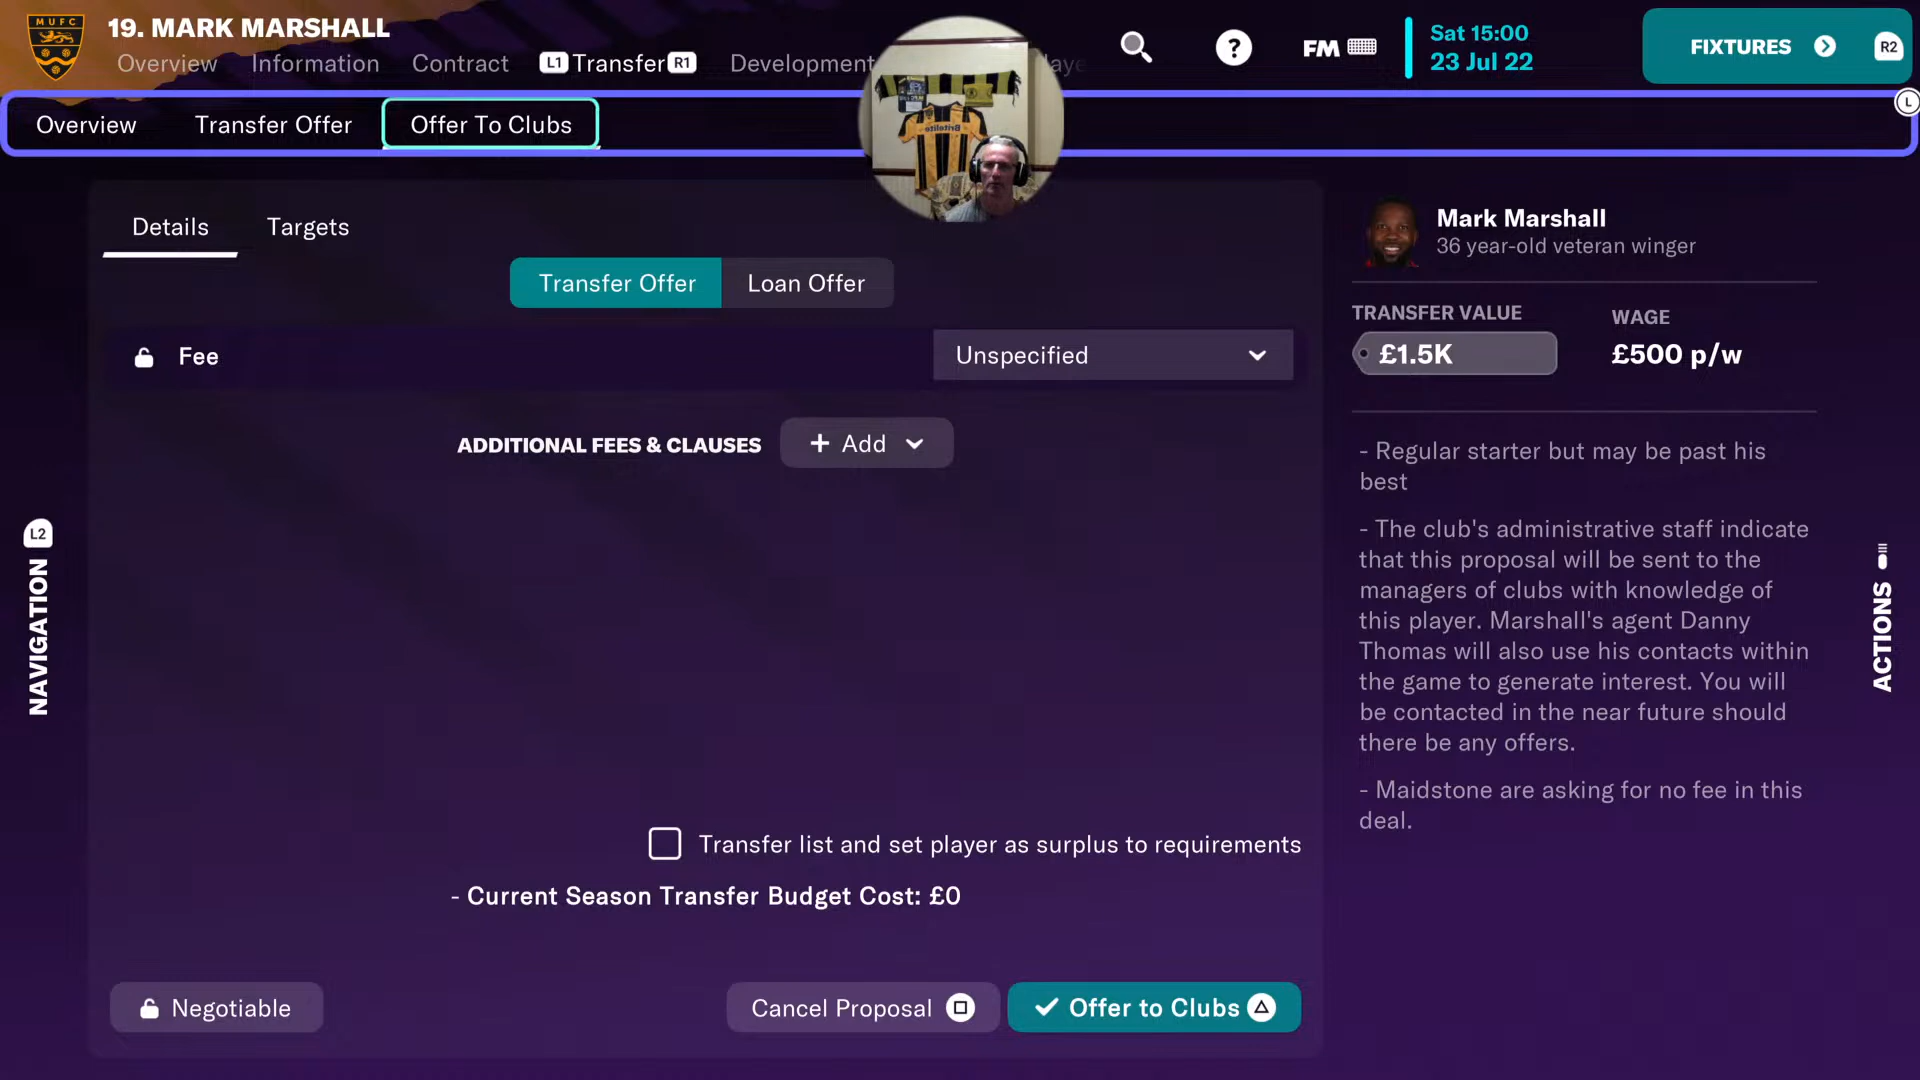 MUFC
19. MARK MARSHALL
Overview
Information
Contract
L1 Transfer R1
Development
?
FM
Sat 15:00
23 Jul 22
FIXTURES
R2
L
Overview
Transfer Offer
Offer To Clubs
Details
Targets
Transfer Offer
Loan Offer
Fee
Unspecified
ADDITIONAL FEES & CLAUSES
+ Add
Transfer list and set player as surplus to requirements
- Current Season Transfer Budget Cost: £0
Negotiable
Cancel Proposal
Offer to Clubs
L2
NAVIGATION
Mark Marshall
36 year-old veteran winger
TRANSFER VALUE
£1.5K
WAGE
£500 p/w
- Regular starter but may be past his
best
- The club's administrative staff indicate
that this proposal will be sent to the
managers of clubs with knowledge of
this player. Marshall's agent Danny
Thomas will also use his contacts within
the game to generate interest. You will
be contacted in the near future should
there be any offers.
- Maidstone are asking for no fee in this
deal.
ACTIONS